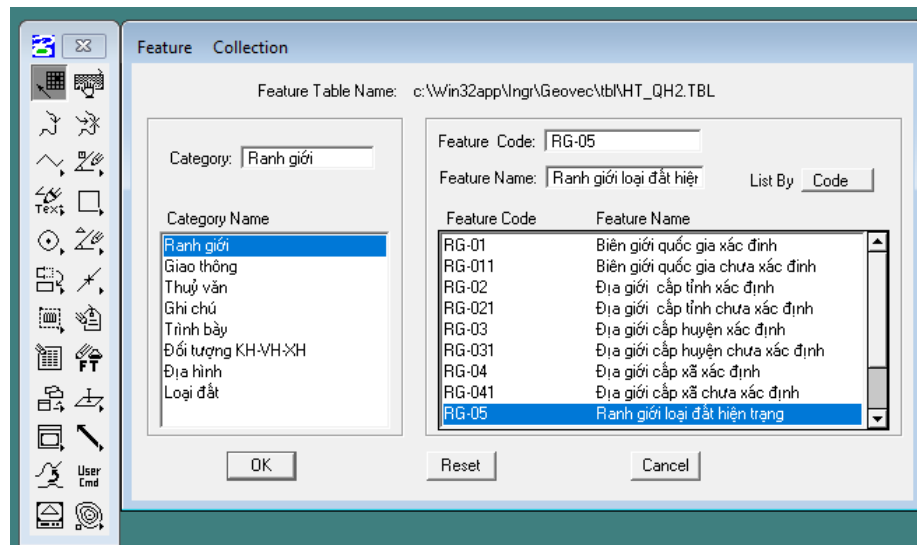 Feature Collection
Feature Table Name: c:\Win32app\Ingr\Geovec\tbl\HT_QH2.TBL
Category: Ranh giới
Feature Code: RG-05
Feature Name: Ranh giới loại đất hiện
List By Code
Category Name
Ranh giới
Giao thông
Thuỷ văn
Ghi chú
Trình bày
Đối tượng KH-VH-XH
Địa hình
Loại đất
Feature Code Feature Name
RG-01 Biên giới quốc gia xác đinh
RG-011 Biên giới quốc gia chưa xác đinh
RG-02 Địa giới cấp tỉnh xác định
RG-021 Địa giới cấp tỉnh chưa xác định
RG-03 Địa giới cấp huyện xác định
RG-031 Địa giới cấp huyện chưa xác định
RG-04 Địa giới cấp xã xác định
RG-041 Địa giới cấp xã chưa xác định
RG-05 Ranh giới loại đất hiện trạng
OK Reset Cancel
Text
FT
User
Cmd